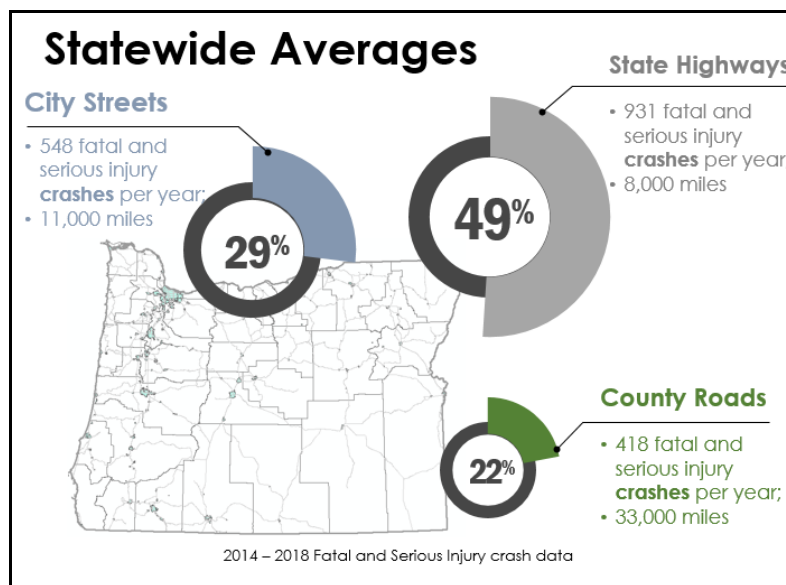 Statewide Averages
City Streets
• 548 fatal and
serious injury
crashes per year;
• 11,000 miles
29%
State Highways
• 931 fatal and
serious injury
crashes per year
• 8,000 miles
49%
County Roads
• 418 fatal and
serious injury
crashes per year;
• 33,000 miles
22%
2014 – 2018 Fatal and Serious Injury crash data